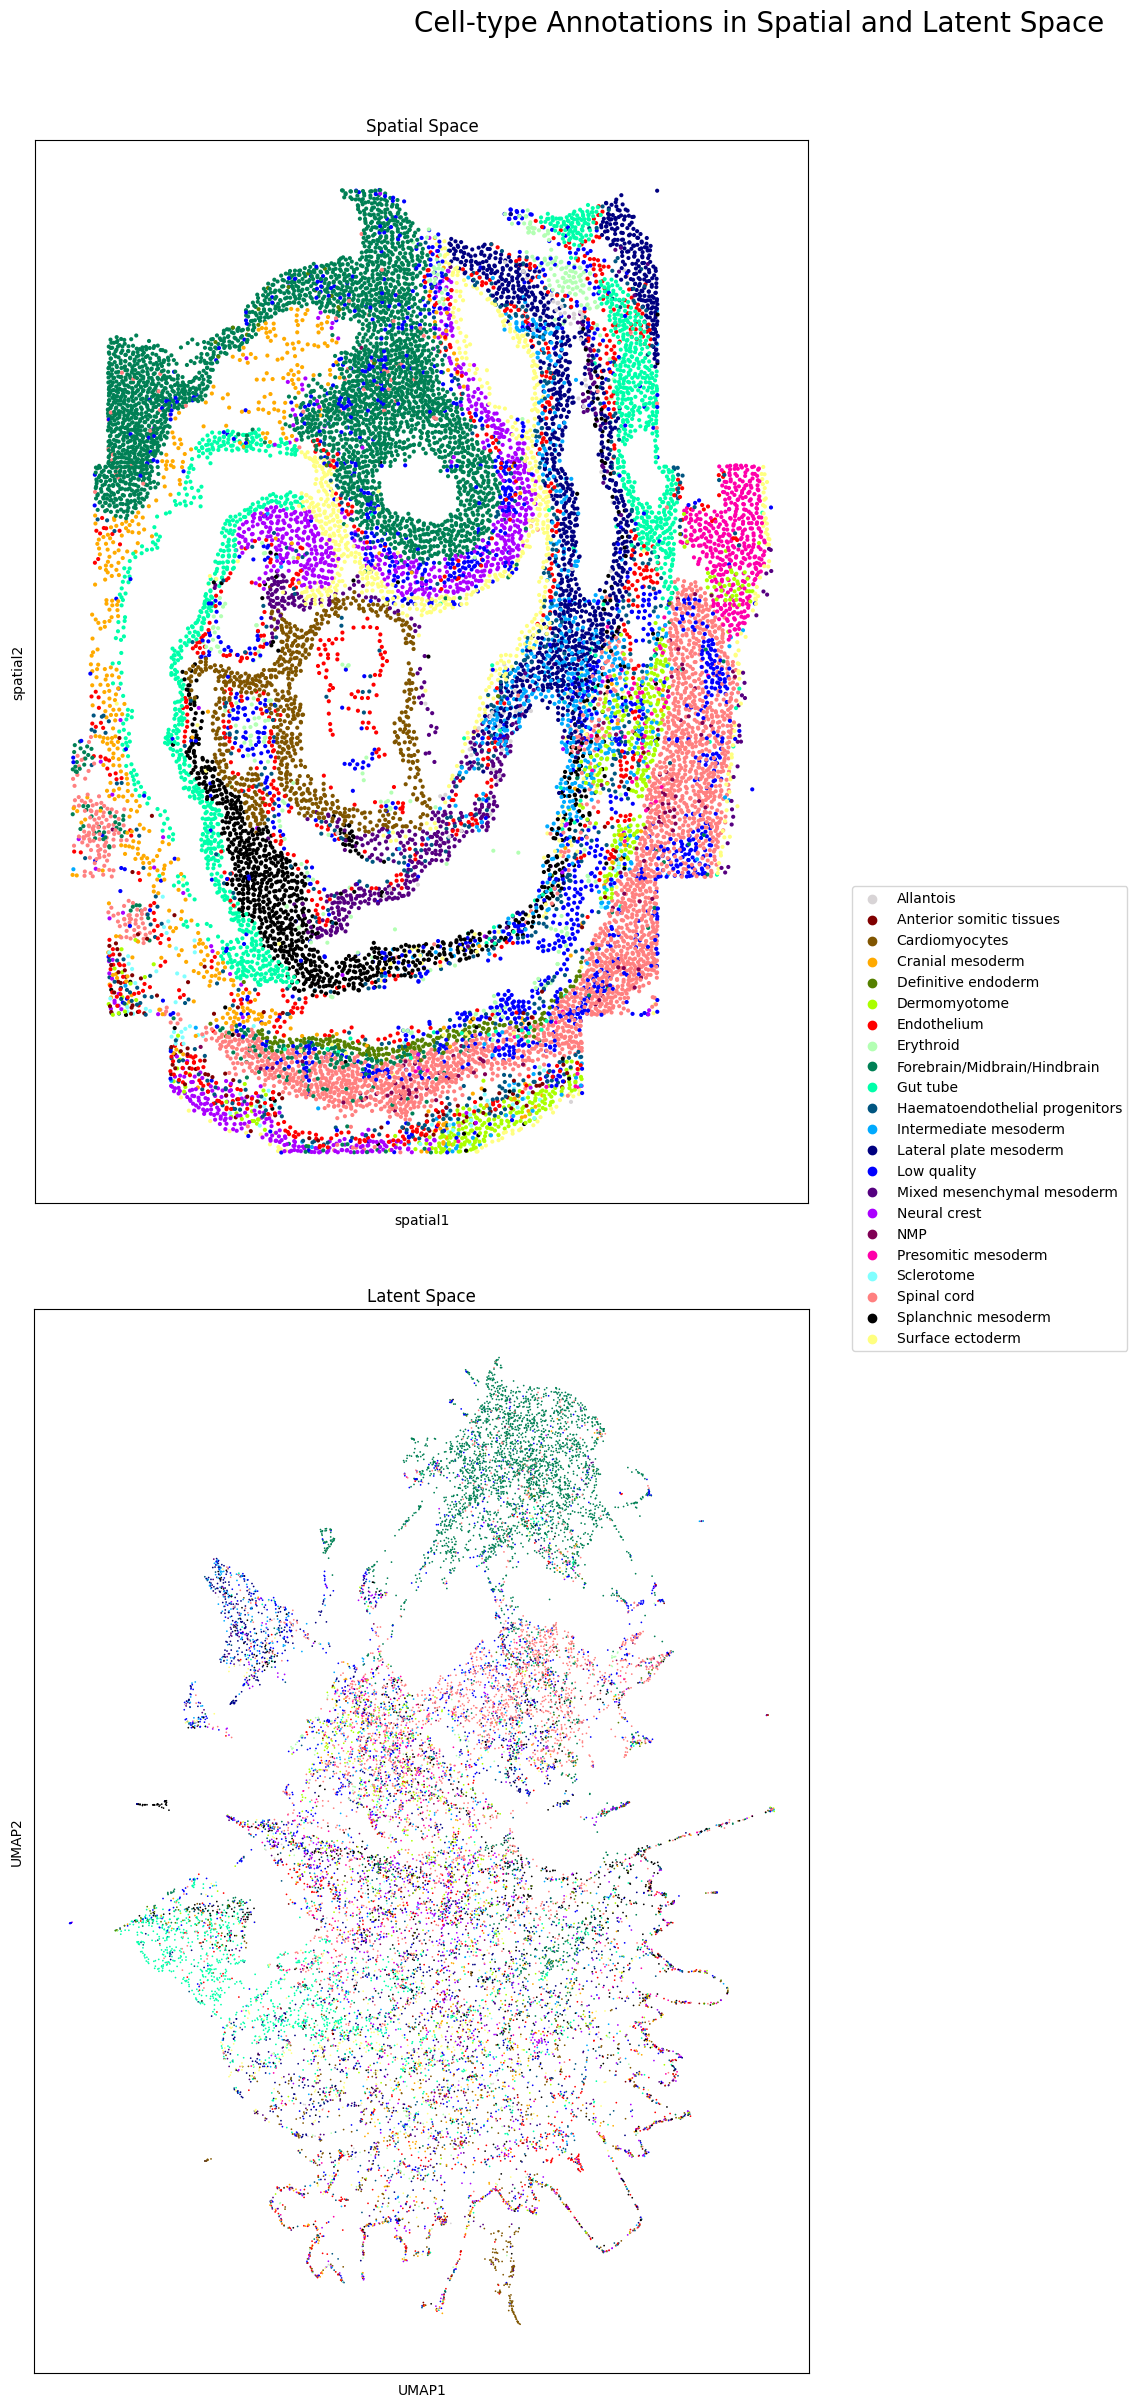 Cell-type Annotations in Spatial and Latent Space
Spatial Space
spatial2
spatial1
Allantois
Anterior somitic tissues
Cardiomyocytes
Cranial mesoderm
Definitive endoderm
Dermomyotome
Endothelium
Erythroid
Forebrain/Midbrain/Hindbrain
Gut tube
Haematoendothelial progenitors
Intermediate mesoderm
Lateral plate mesoderm
Low quality
Mixed mesenchymal mesoderm
Neural crest
NMP
Presomitic mesoderm
Sclerotome
Spinal cord
Splanchnic mesoderm
Surface ectoderm
Latent Space
UMAP2
UMAP1